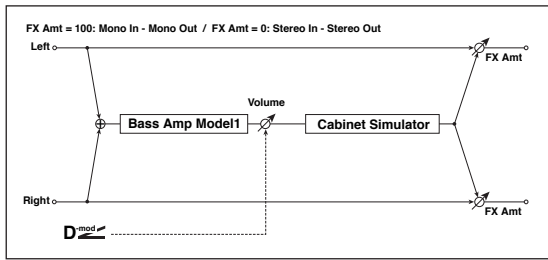 FX Amt = 100: Mono In - Mono Out / FX Amt = 0: Stereo In - Stereo Out
Left
FX Amt
Volume
Bass Amp Model1
Cabinet Simulator
Right
FX Amt
D-mod